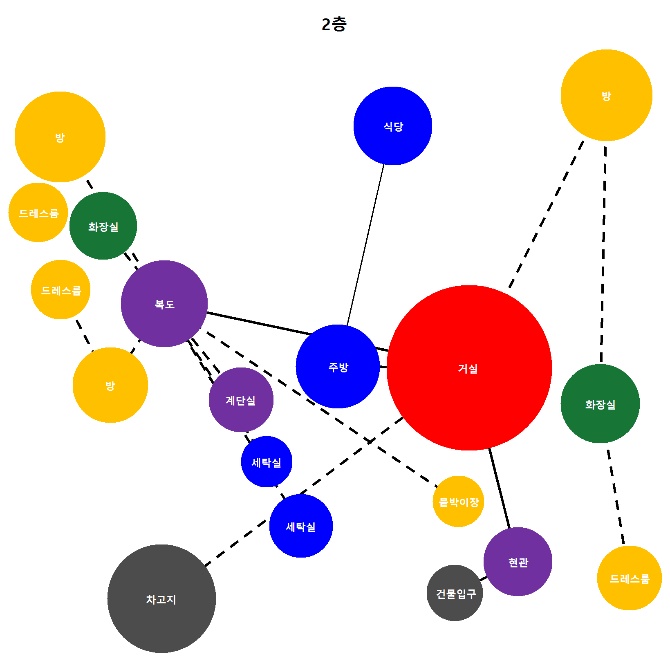 2층
방
식당
방
드레스룸
화장실
드레스룸
복도
주방
거실
방
계단실
화장실
세탁실
붙박이장
세탁실
현관
차고지
건물입구
드레스룸